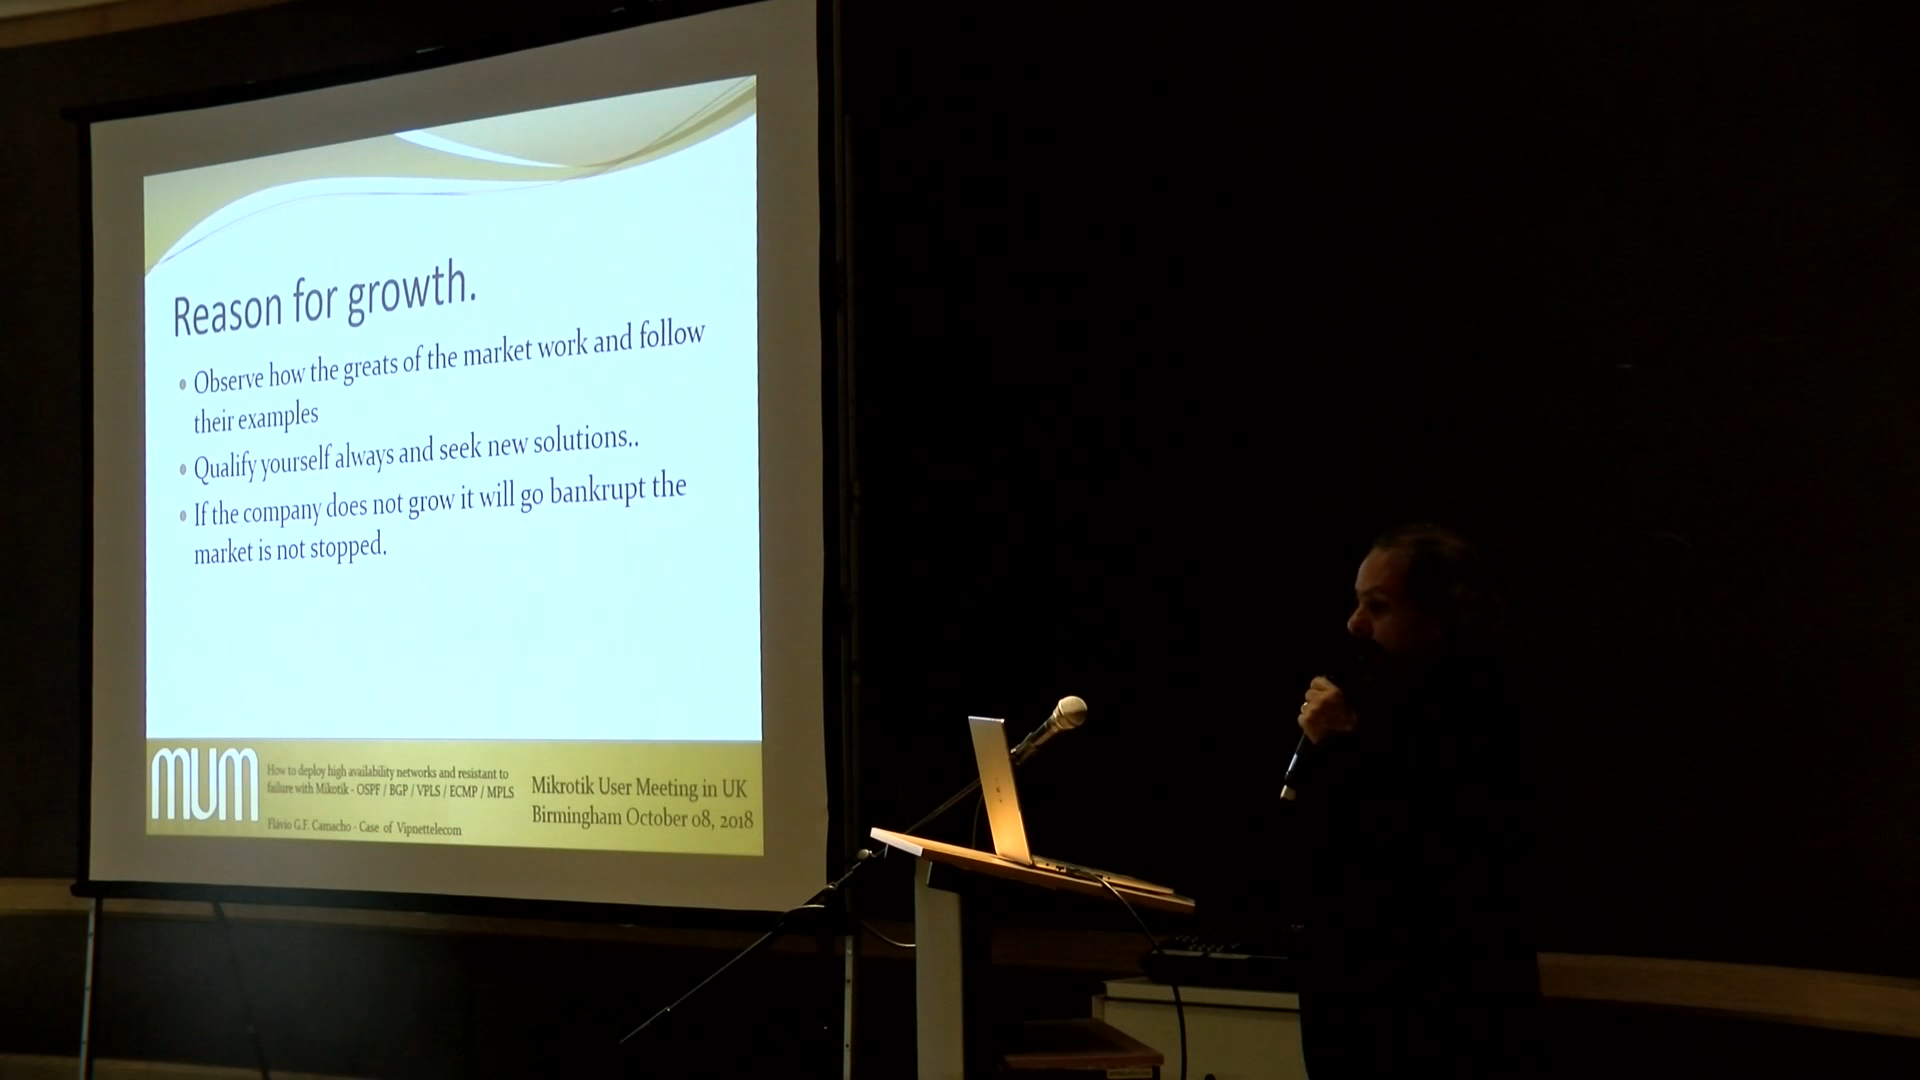 Reason for growth.
• Observe how the greats of the market work and follow
their examples
• Qualify yourself always and seek new solutions..
• If the company does not grow it will go bankrupt the
market is not stopped.
mum
How to deploy high availability networks and resistant to
failure with Mikotik - OSPF / BGP / VPLS / ECMP / MPLS
Flávio G.F. Camacho - Case of Vipnettelecom
Mikrotik User Meeting in UK
Birmingham October 08, 2018